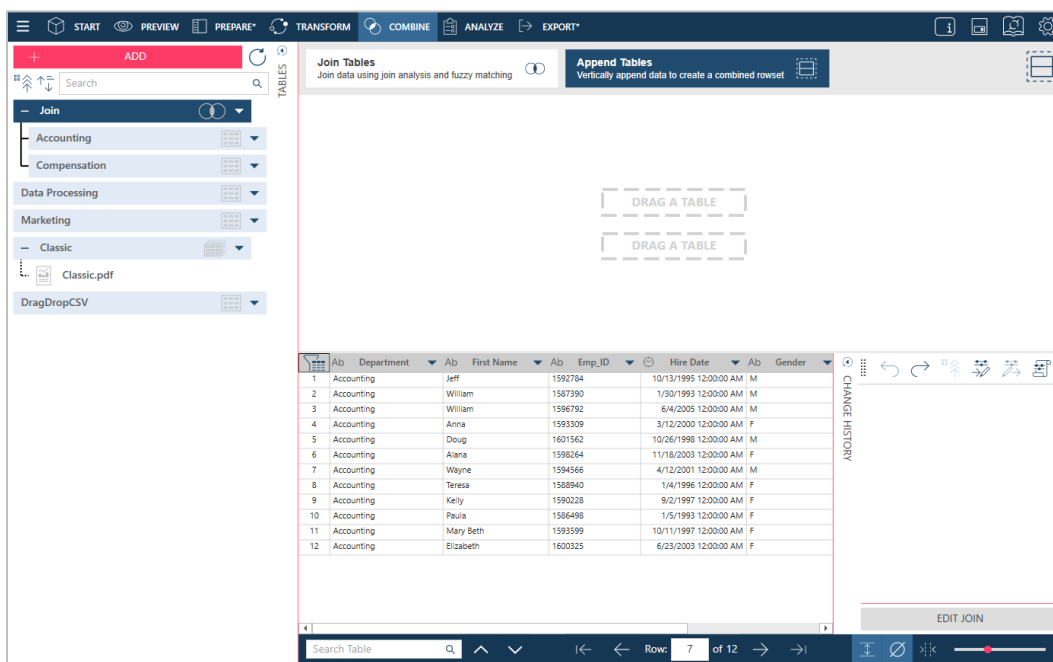 START PREVIEW PREPARE* TRANSFORM COMBINE ANALYZE EXPORT*
ADD
TABLES
Search
Join
Accounting
Compensation
Data Processing
Marketing
Classic
Classic.pdf
DragDropCSV
Join Tables
Join data using join analysis and fuzzy matching
Append Tables
Vertically append data to create a combined rowset
DRAG A TABLE
DRAG A TABLE
Ab Department Ab First Name Ab Emp_ID Hire Date Ab Gender
1 Accounting Jeff 1592784 10/13/1995 12:00:00 AM M
2 Accounting William 1587390 1/30/1993 12:00:00 AM M
3 Accounting William 1596792 6/4/2005 12:00:00 AM M
4 Accounting Anna 1593309 3/12/2000 12:00:00 AM F
5 Accounting Doug 1601562 10/26/1998 12:00:00 AM M
6 Accounting Alana 1598264 11/18/2003 12:00:00 AM F
7 Accounting Wayne 1594566 4/12/2001 12:00:00 AM M
8 Accounting Teresa 1588940 1/4/1996 12:00:00 AM F
9 Accounting Kelly 1590228 9/2/1997 12:00:00 AM F
10 Accounting Paula 1586498 1/5/1993 12:00:00 AM F
11 Accounting Mary Beth 1593599 10/11/1997 12:00:00 AM F
12 Accounting Elizabeth 1600325 6/23/2003 12:00:00 AM F
CHANGE HISTORY
EDIT JOIN
Search Table Row: 7 of 12